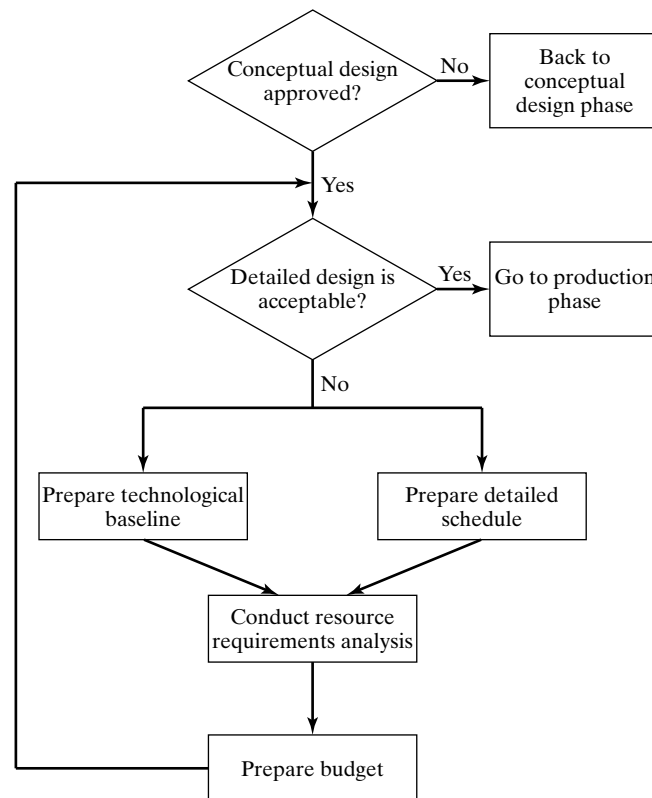 Conceptual design
approved?
No
Back to
conceptual
design phase
Yes
Detailed design is
acceptable?
Yes
Go to production
phase
No
Prepare technological
baseline
Prepare detailed
schedule
Conduct resource
requirements analysis
Prepare budget